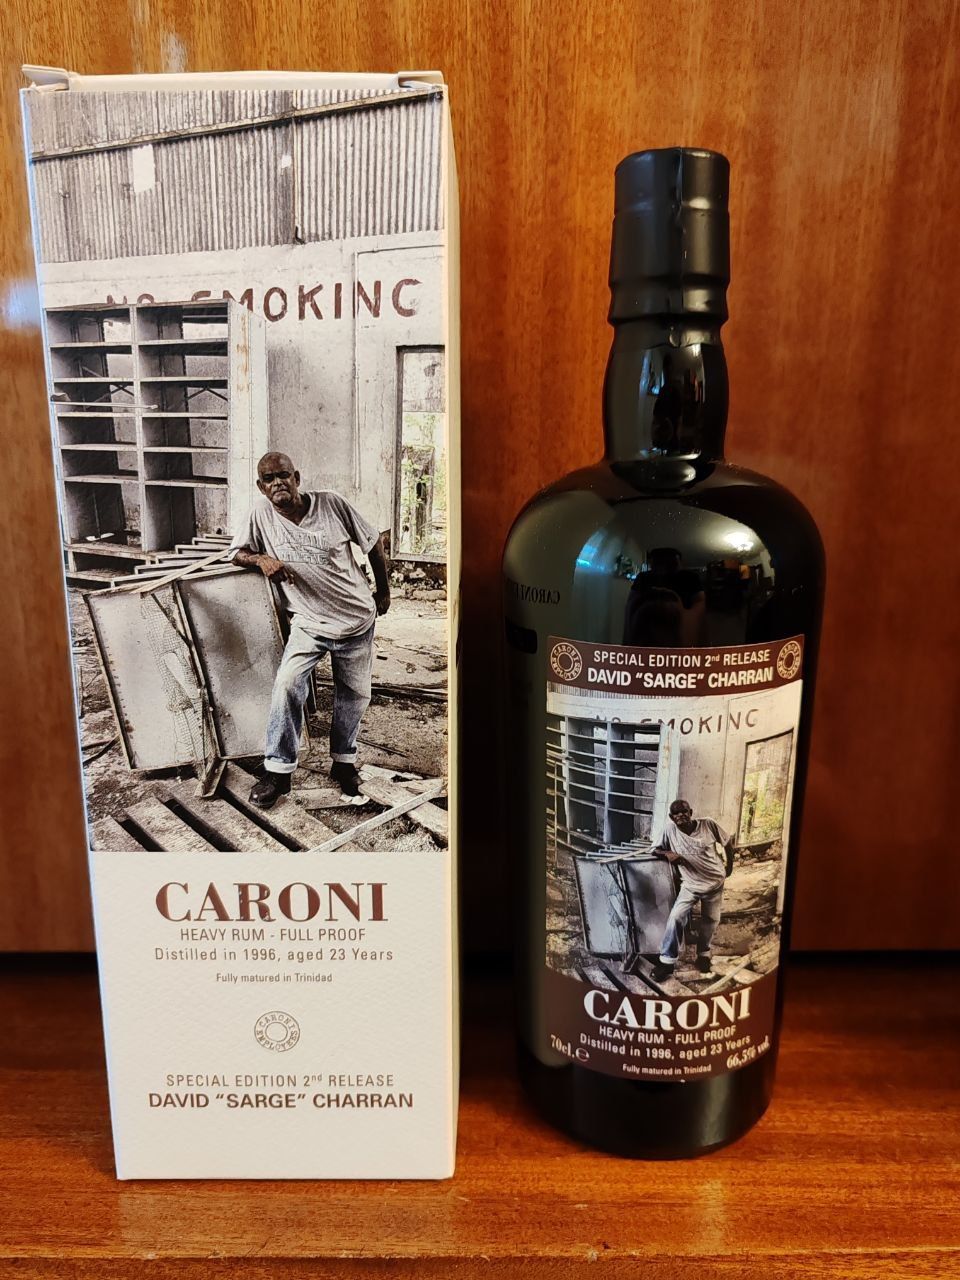 NO SMOKING
CARONI
HEAVY RUM - FULL PROOF
Distilled in 1996, aged 23 Years
Fully matured in Trinidad
CARONI
EMPLOYEES
SPECIAL EDITION 2nd RELEASE
DAVID “SARGE” CHARRAN
CARONI
SPECIAL EDITION 2nd RELEASE
DAVID “SARGE” CHARRAN
NO SMOKING
CARONI
HEAVY RUM - FULL PROOF
Distilled in 1996, aged 23 Years
70cl. e
66,5% vol.
Fully matured in Trinidad